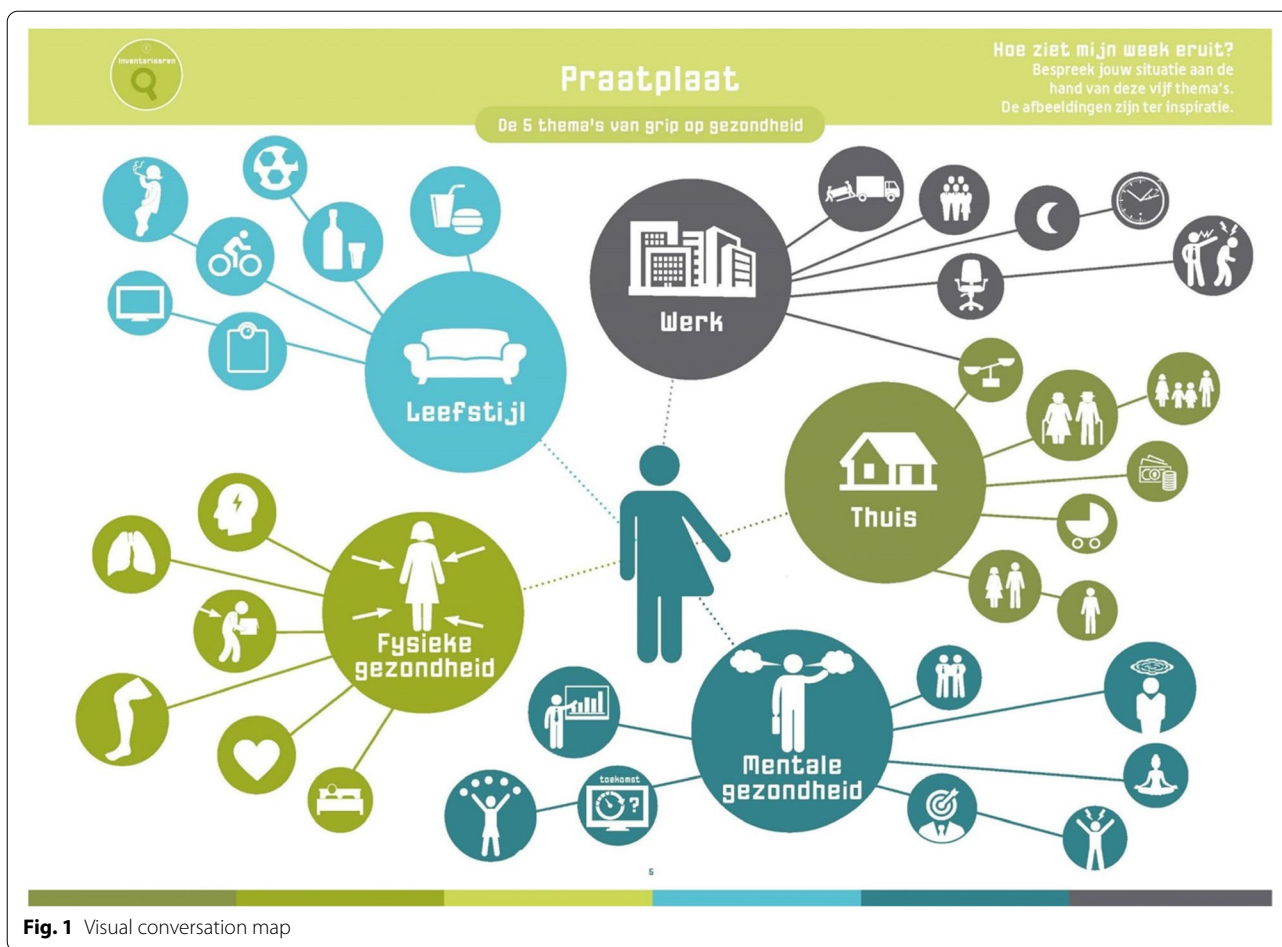 1
Inventariseren
Praatplaat
De 5 thema's van grip op gezondheid
Hoe ziet mijn week eruit?
Bespreek jouw situatie aan de
hand van deze vijf thema's.
De afbeeldingen zijn ter inspiratie.
Leefstijl
Werk
Thuis
Fysieke
gezondheid
Mentale
gezondheid
toekomst
?
5
Fig. 1 Visual conversation map